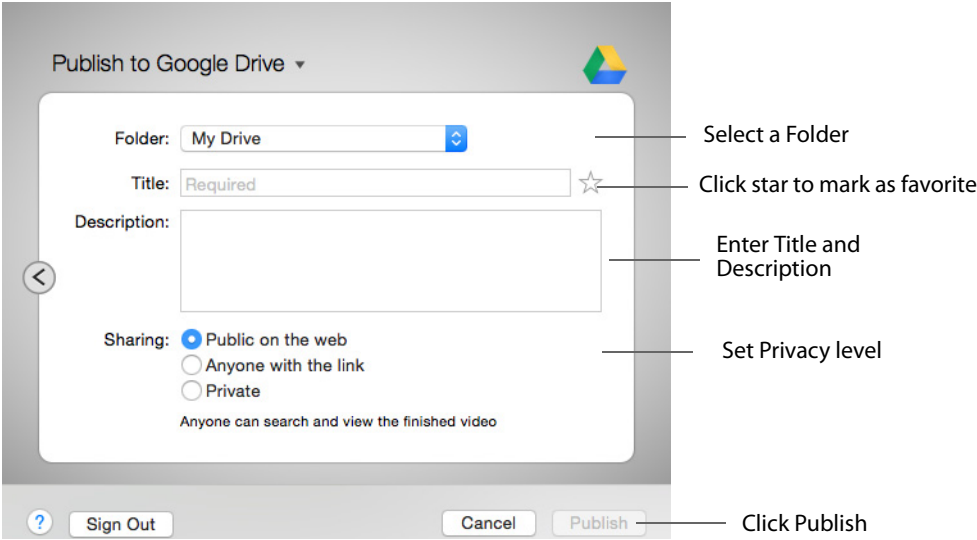 Publish to Google Drive
Folder: My Drive
Select a Folder
Title: Required
Click star to mark as favorite
Description:
Enter Title and
Description
Sharing: Public on the web
Anyone with the link
Private
Set Privacy level
Anyone can search and view the finished video
? Sign Out Cancel Publish
Click Publish